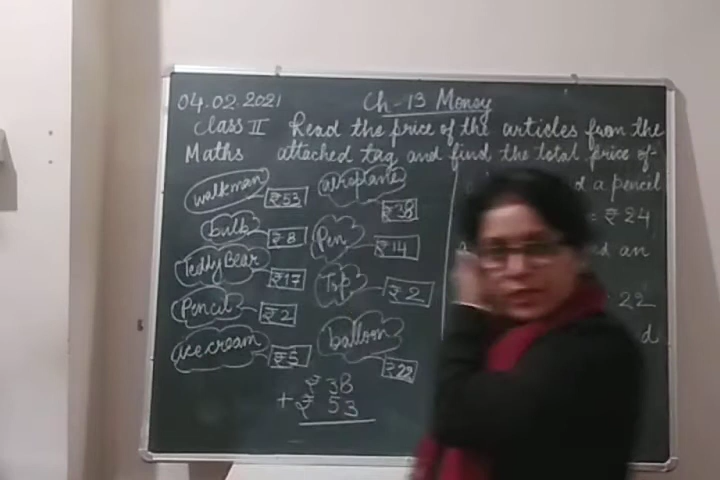 04.02.2021 Ch-13 Money
Class II Read the price of the articles from the
Maths attached tag and find the total price of-
walkman ₹53
aeroplane ₹38
bulb ₹8
Pen ₹14
Teddy Bear ₹17
Top ₹2
Pencil ₹2
balloon ₹22
ice cream ₹5
₹ 38
+ ₹ 53
d a pencil
= ₹24
an
22
d